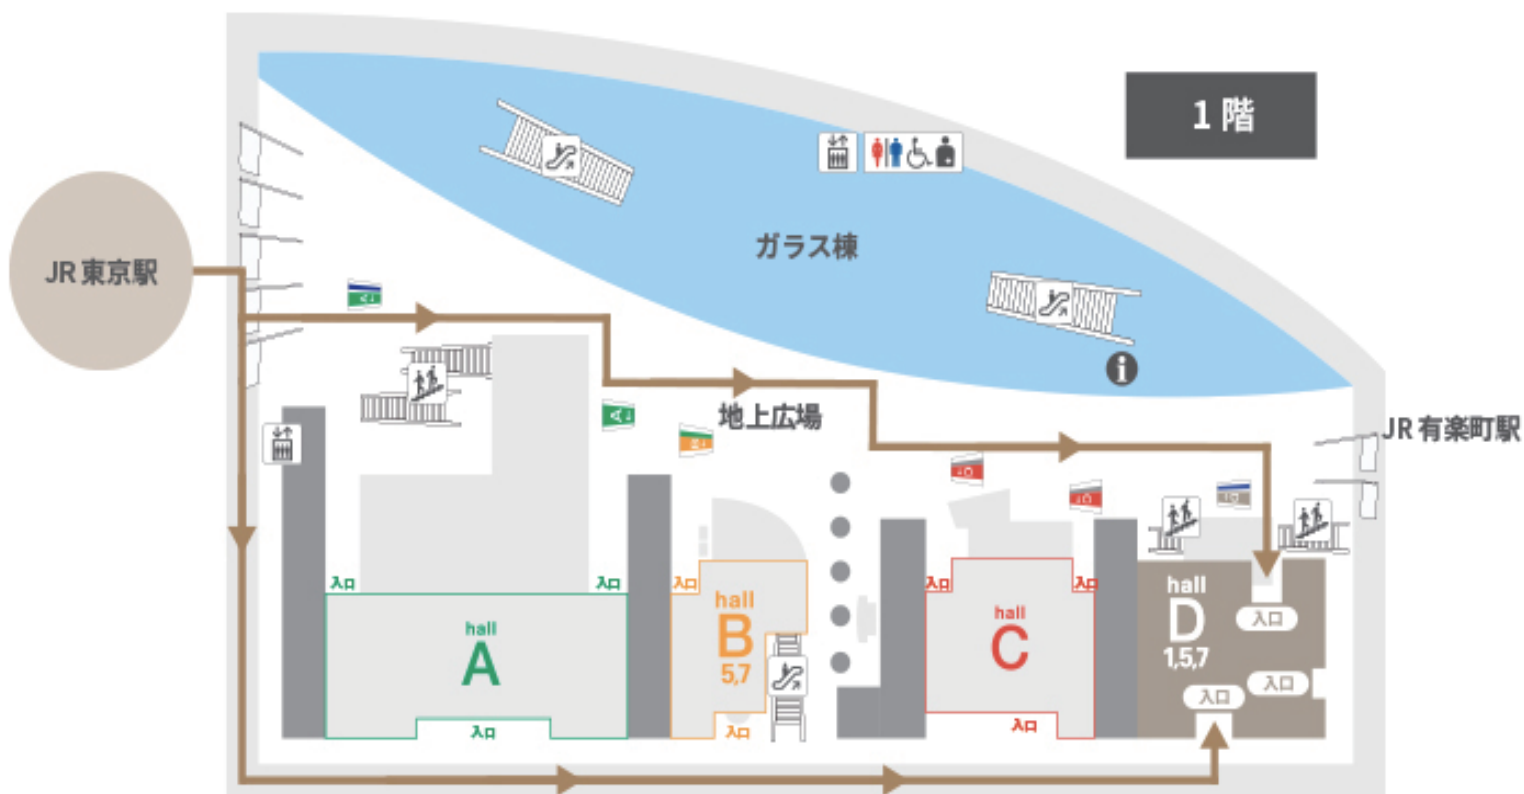 1 階
ガラス棟
JR 東京駅
地上広場
JR 有楽町駅
入口
入口
入口
入口
入口
hall
A
hall
B
5,7
hall
C
hall
D
1,5,7
入口
入口
入口
入口
入口
入口